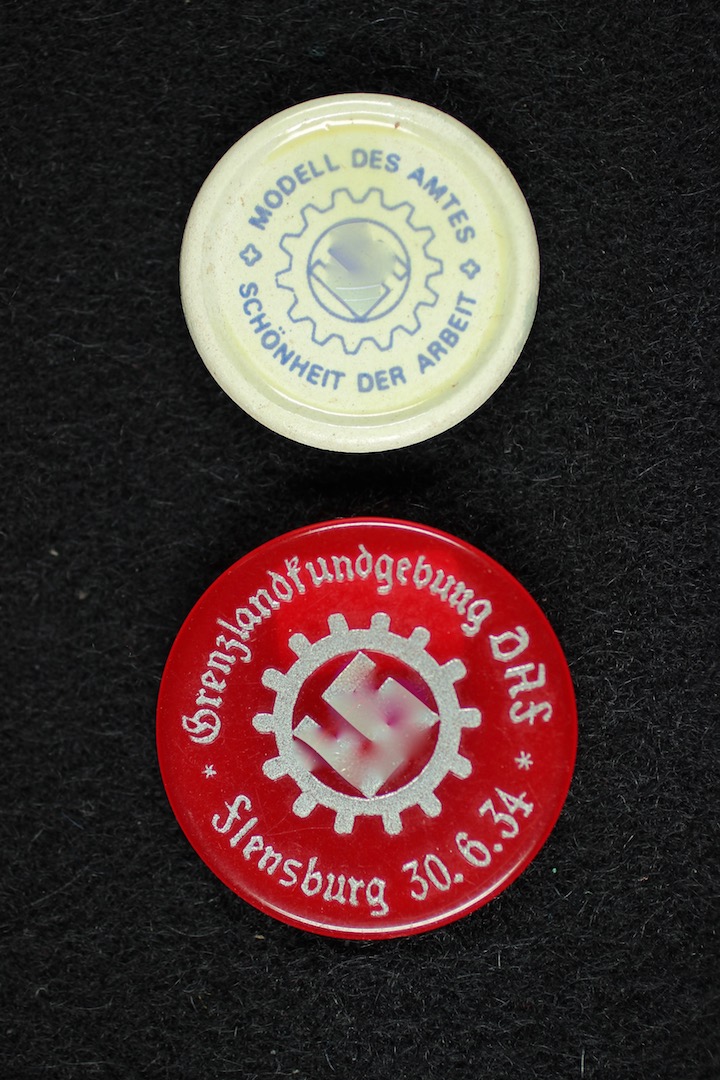 MODELL DES AMTES
SCHÖNHEIT DER ARBEIT
Grenzlandkundgebung DAF
Flensburg 30.6.34